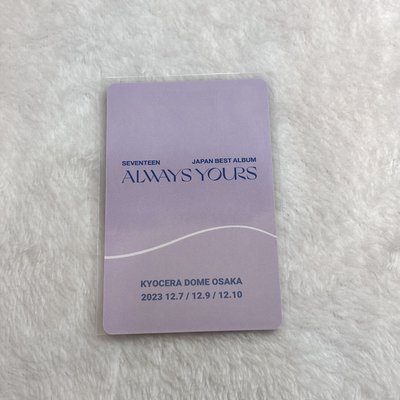 SEVENTEEN JAPAN BEST ALBUM
ALWAYS YOURS
KYOCERA DOME OSAKA
2023 12.7 / 12.9 / 12.10